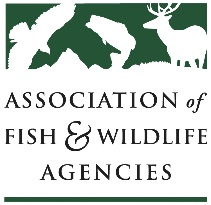 ASSOCIATION of
FISH & WILDLIFE
AGENCIES